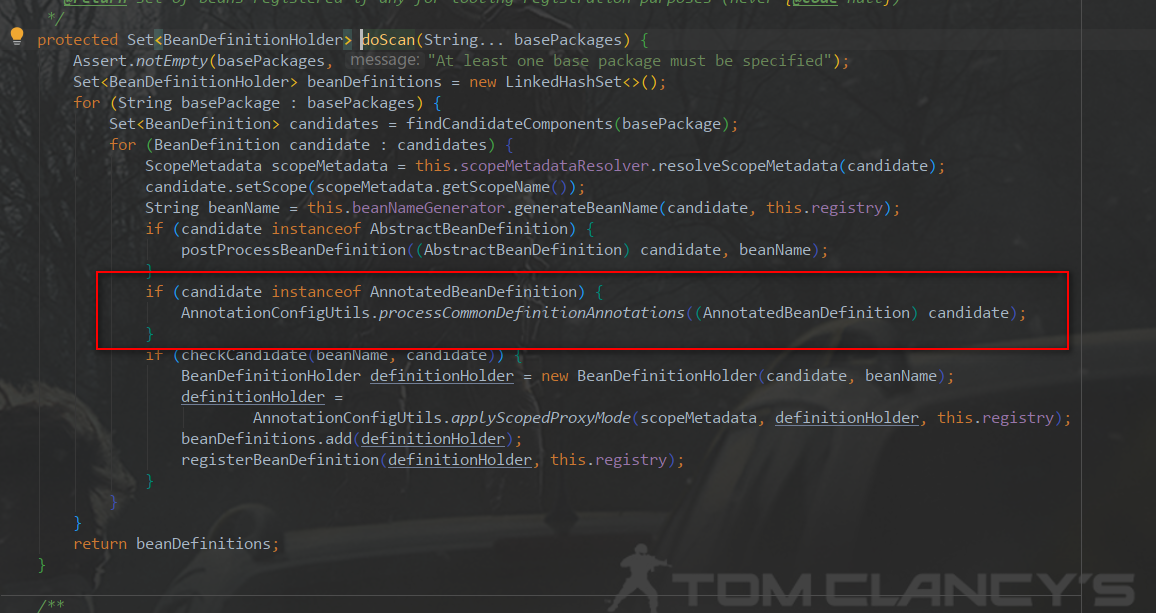 @return set of beans registered if any for tooling registration purposes (never {@code null})
*/
protected Set<BeanDefinitionHolder> doScan(String... basePackages) {
Assert.notEmpty(basePackages, message: "At least one base package must be specified");
Set<BeanDefinitionHolder> beanDefinitions = new LinkedHashSet<>();
for (String basePackage : basePackages) {
Set<BeanDefinition> candidates = findCandidateComponents(basePackage);
for (BeanDefinition candidate : candidates) {
ScopeMetadata scopeMetadata = this.scopeMetadataResolver.resolveScopeMetadata(candidate);
candidate.setScope(scopeMetadata.getScopeName());
String beanName = this.beanNameGenerator.generateBeanName(candidate, this.registry);
if (candidate instanceof AbstractBeanDefinition) {
postProcessBeanDefinition((AbstractBeanDefinition) candidate, beanName);
}
if (candidate instanceof AnnotatedBeanDefinition) {
AnnotationConfigUtils.processCommonDefinitionAnnotations((AnnotatedBeanDefinition) candidate);
}
if (checkCandidate(beanName, candidate)) {
BeanDefinitionHolder definitionHolder = new BeanDefinitionHolder(candidate, beanName);
definitionHolder =
AnnotationConfigUtils.applyScopedProxyMode(scopeMetadata, definitionHolder, this.registry);
beanDefinitions.add(definitionHolder);
registerBeanDefinition(definitionHolder, this.registry);
}
}
}
return beanDefinitions;
}
/**
TOM CLANCY'S